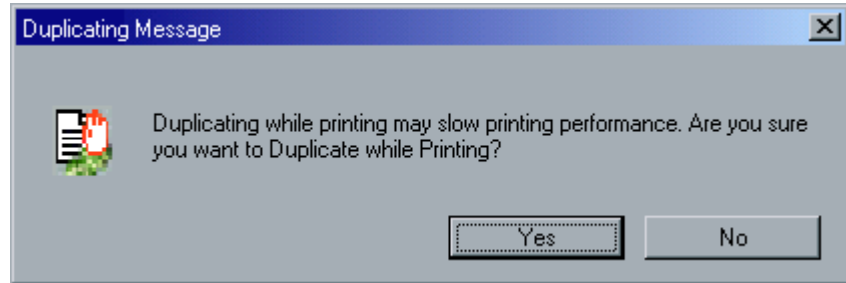 Duplicating Message
Duplicating while printing may slow printing performance. Are you sure
you want to Duplicate while Printing?
Yes
No